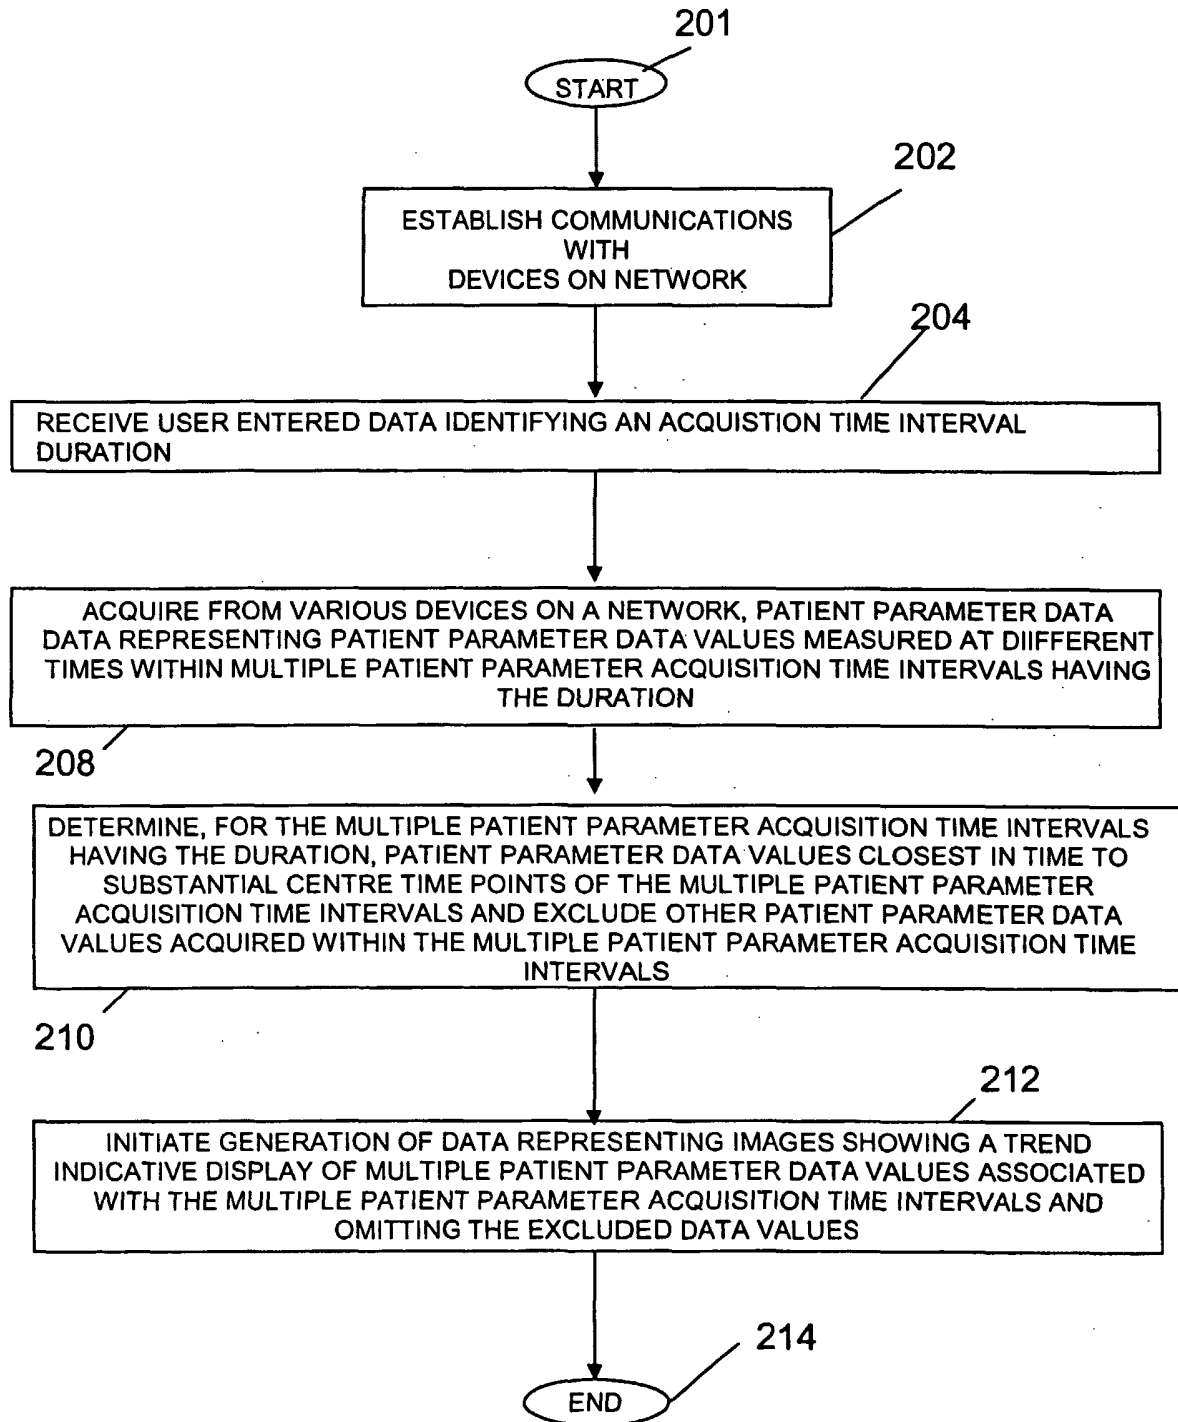 201
START
202
ESTABLISH COMMUNICATIONS
WITH
DEVICES ON NETWORK
204
RECEIVE USER ENTERED DATA IDENTIFYING AN ACQUISTION TIME INTERVAL
DURATION
ACQUIRE FROM VARIOUS DEVICES ON A NETWORK, PATIENT PARAMETER DATA
DATA REPRESENTING PATIENT PARAMETER DATA VALUES MEASURED AT DIIFFERENT
TIMES WITHIN MULTIPLE PATIENT PARAMETER ACQUISITION TIME INTERVALS HAVING
THE DURATION
208
DETERMINE, FOR THE MULTIPLE PATIENT PARAMETER ACQUISITION TIME INTERVALS
HAVING THE DURATION, PATIENT PARAMETER DATA VALUES CLOSEST IN TIME TO
SUBSTANTIAL CENTRE TIME POINTS OF THE MULTIPLE PATIENT PARAMETER
ACQUISITION TIME INTERVALS AND EXCLUDE OTHER PATIENT PARAMETER DATA
VALUES ACQUIRED WITHIN THE MULTIPLE PATIENT PARAMETER ACQUISITION TIME
INTERVALS
210
212
INITIATE GENERATION OF DATA REPRESENTING IMAGES SHOWING A TREND
INDICATIVE DISPLAY OF MULTIPLE PATIENT PARAMETER DATA VALUES ASSOCIATED
WITH THE MULTIPLE PATIENT PARAMETER ACQUISITION TIME INTERVALS AND
OMITTING THE EXCLUDED DATA VALUES
214
END